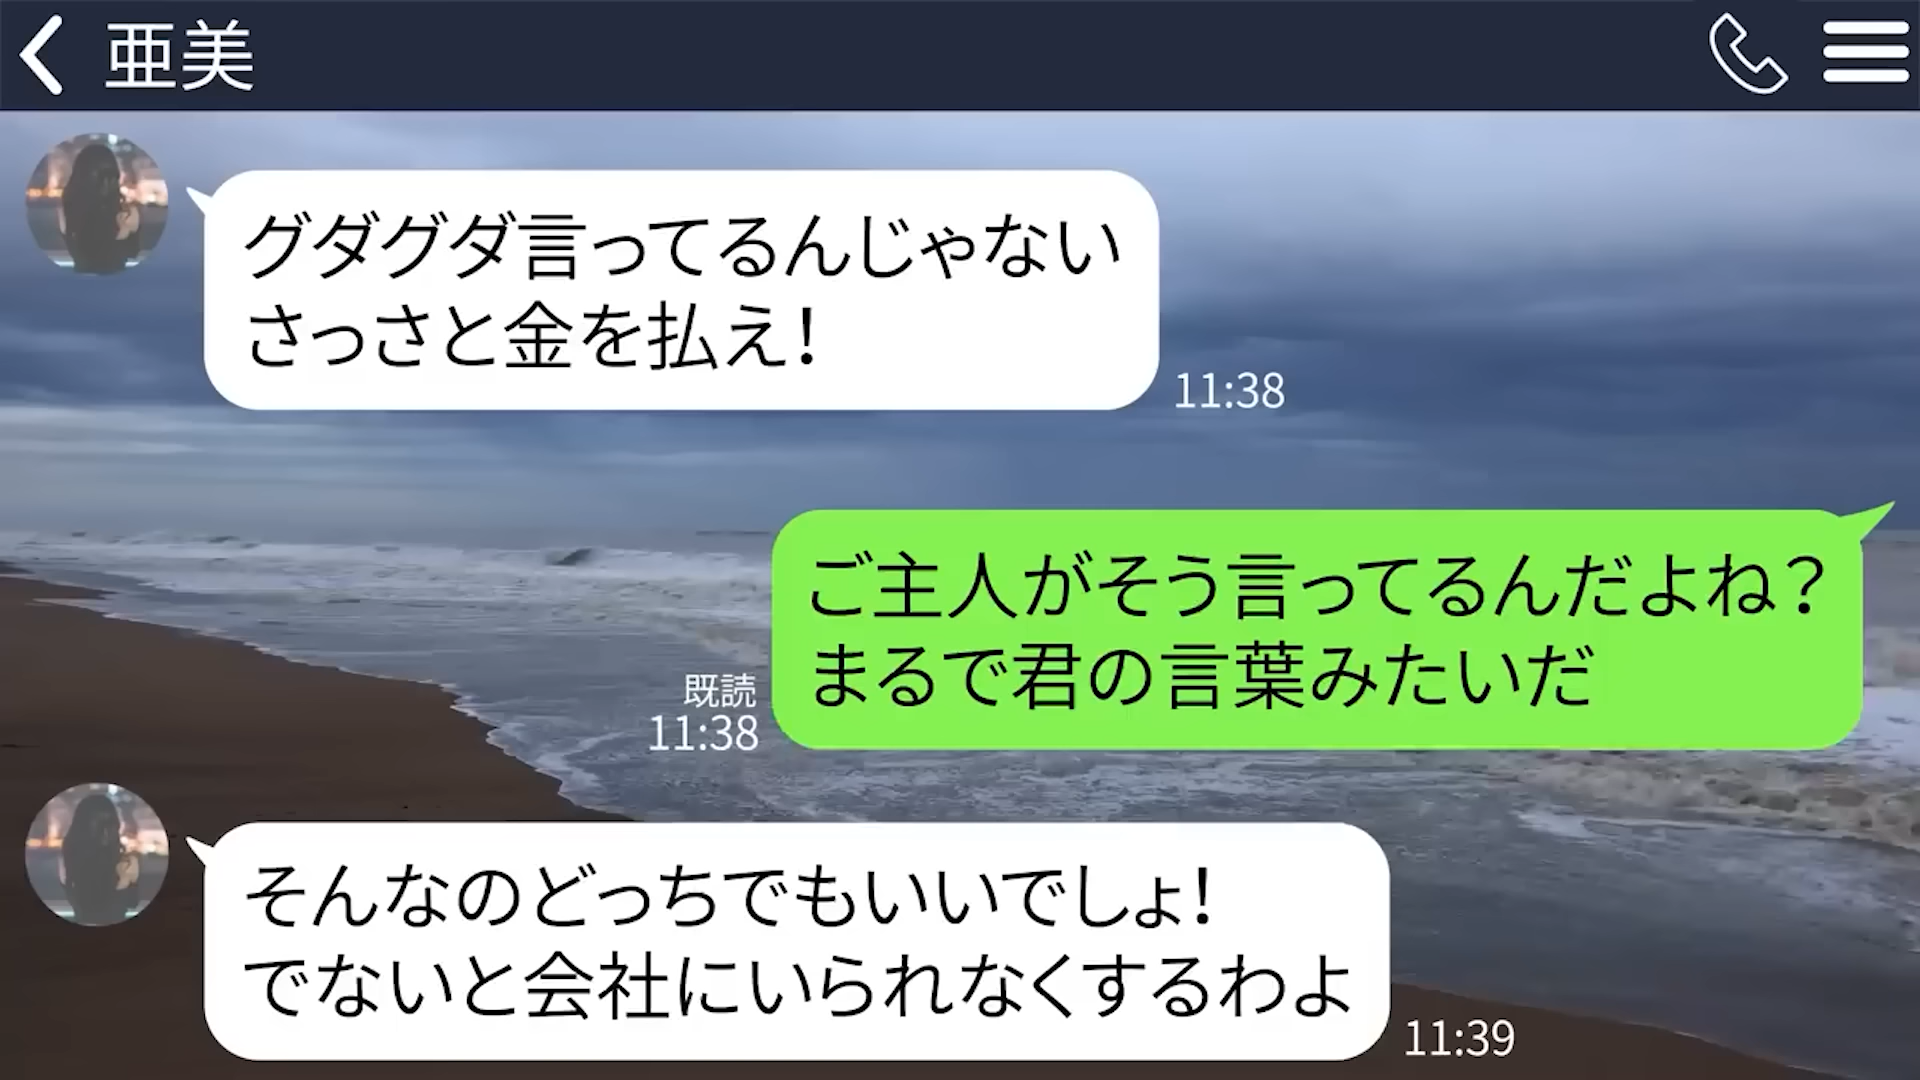 亜美
グダグダ言ってるんじゃない
さっさと金を払え！
11:38
ご主人がそう言ってるんだよね？
まるで君の言葉みたいだ
既読
11:38
そんなのどっちでもいいでしょ！
でないと会社にいられなくするわよ
11:39